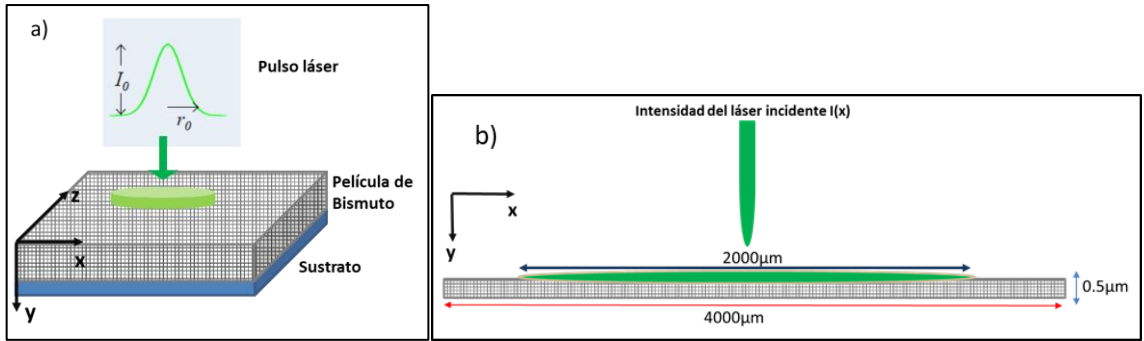 a)
I₀
r₀
Pulso láser
Película de
Bismuto
Sustrato
z
x
y
b)
Intensidad del láser incidente I(x)
x
y
2000µm
0.5µm
4000µm